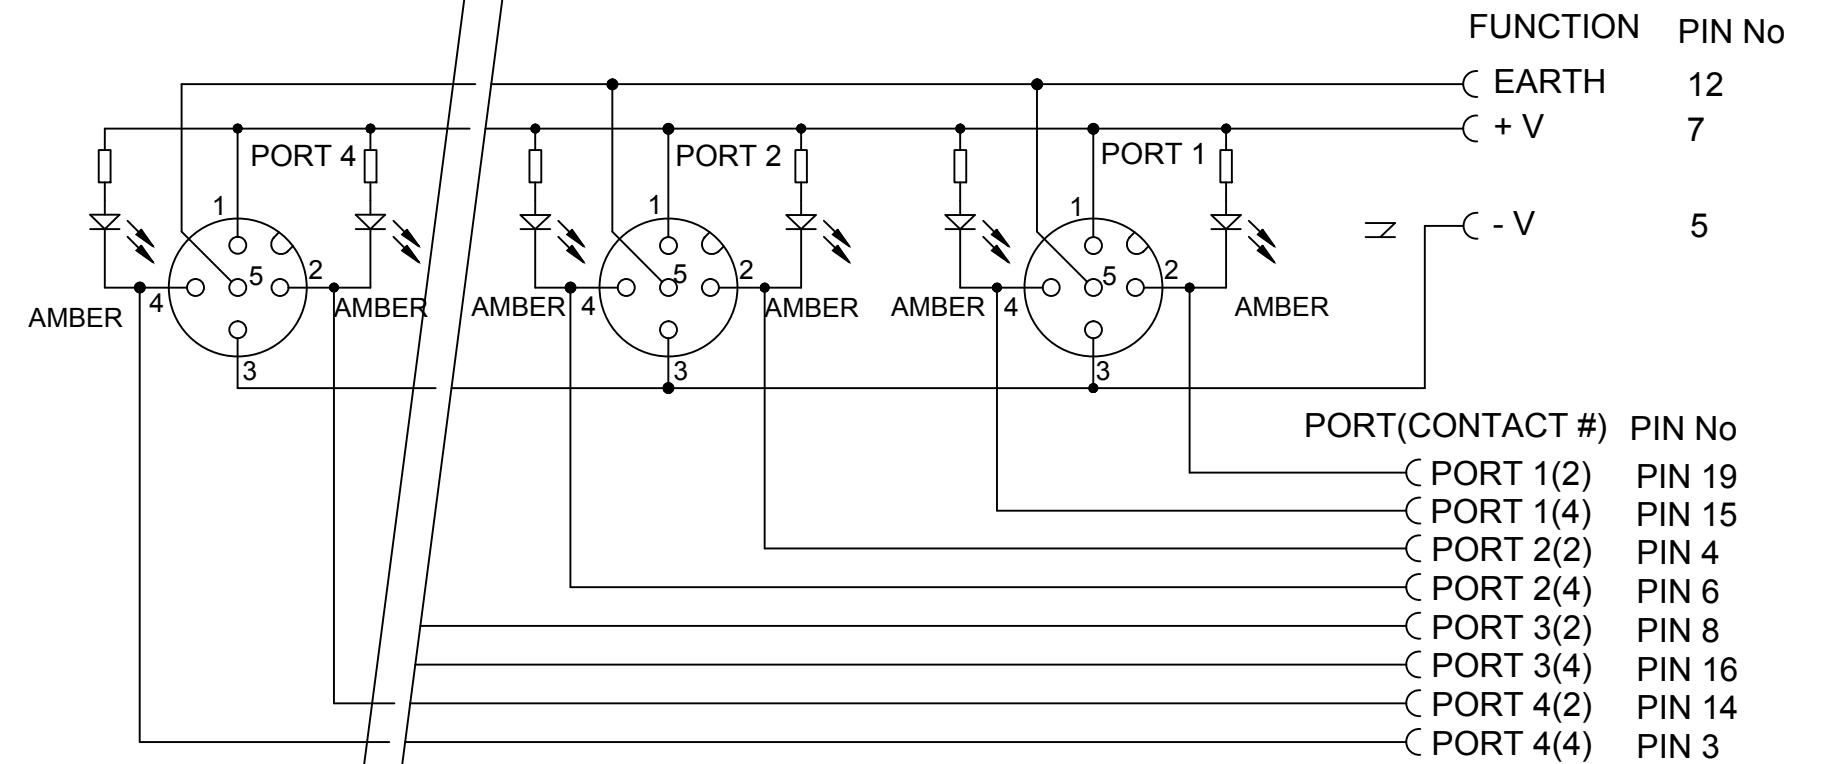 FUNCTION PIN No
EARTH 12
+ V 7
PORT 4 PORT 2 PORT 1
1 1 1
- V 5
5 2 5 2 5 2
4 4 4
AMBER AMBER AMBER AMBER AMBER AMBER
3 3 3
PORT(CONTACT #) PIN No
PORT 1(2) PIN 19
PORT 1(4) PIN 15
PORT 2(2) PIN 4
PORT 2(4) PIN 6
PORT 3(2) PIN 8
PORT 3(4) PIN 16
PORT 4(2) PIN 14
PORT 4(4) PIN 3